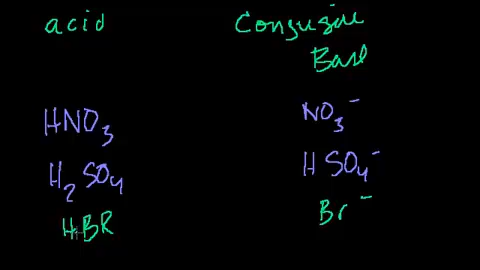 acid Conjugate
Base
HNO₃ NO₃⁻
H₂SO₄ HSO₄⁻
HBR Br⁻